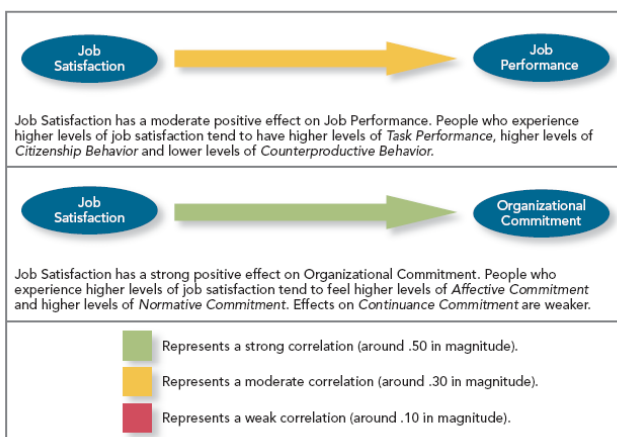 Job
Satisfaction
Job
Performance
Job Satisfaction has a moderate positive effect on Job Performance. People who experience
higher levels of job satisfaction tend to have higher levels of Task Performance, higher levels of
Citizenship Behavior and lower levels of Counterproductive Behavior.
Job
Satisfaction
Organizational
Commitment
Job Satisfaction has a strong positive effect on Organizational Commitment. People who
experience higher levels of job satisfaction tend to feel higher levels of Affective Commitment
and higher levels of Normative Commitment. Effects on Continuance Commitment are weaker.
Represents a strong correlation (around .50 in magnitude).
Represents a moderate correlation (around .30 in magnitude).
Represents a weak correlation (around .10 in magnitude).